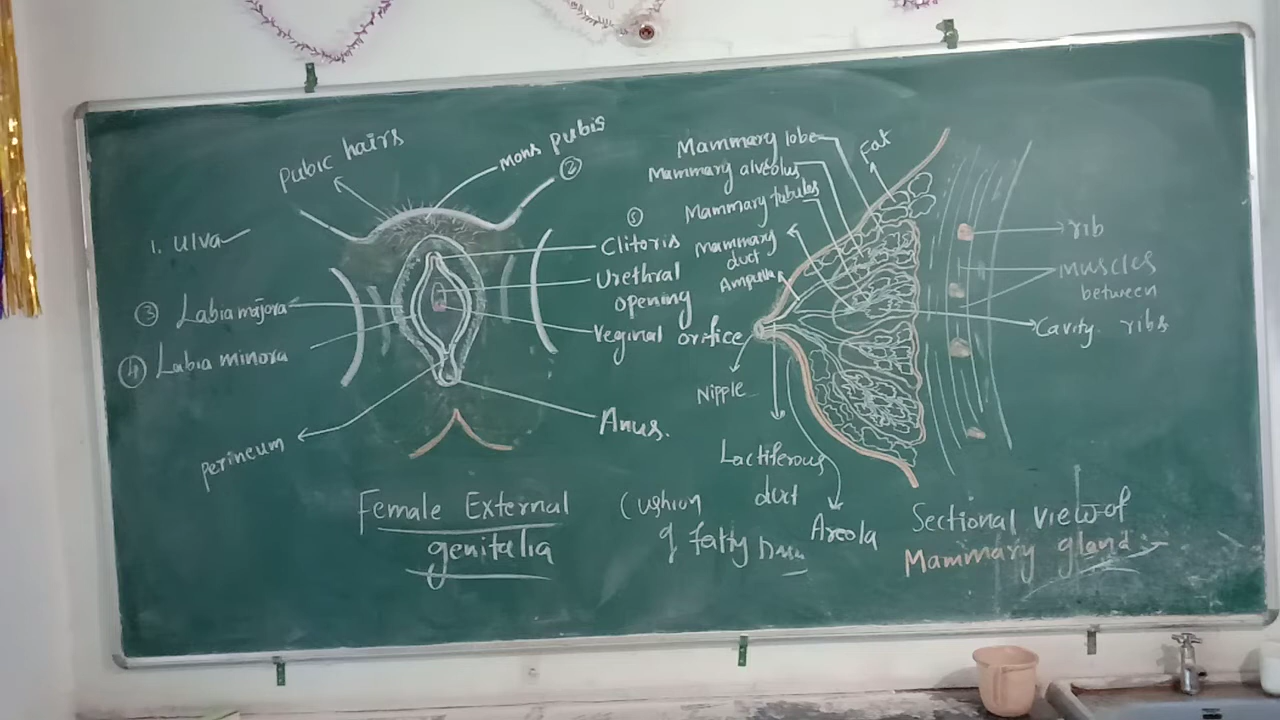 Pubic hairs
mons pubis
②
1. ulva
③ Labia majora
④ Labia minora
perineum
⑤
Clitoris
Urethral
opening
Veginal orifice
Anus.
Female External
genitalia
Mammary lobe
Mammary alveolus
Mammary tubules
Mammary
duct
Ampulla
Fat
Nipple
Lactiferous
duct
Areola
Cushion
of fatty
rib
Muscles
between
ribs
Cavity
Sectional view of
Mammary gland